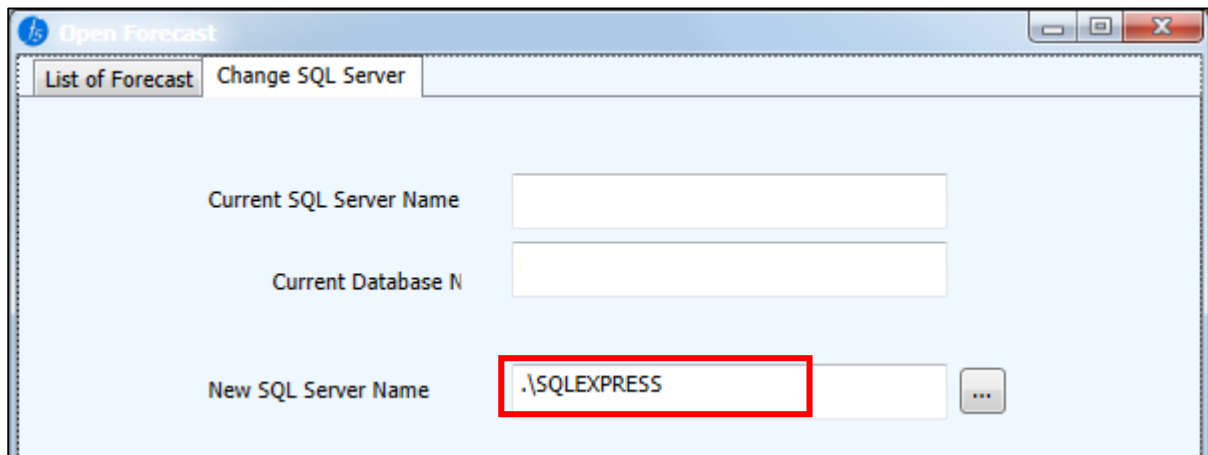 Open Forecast
List of Forecast Change SQL Server
Current SQL Server Name
Current Database N
New SQL Server Name .\SQLEXPRESS ...